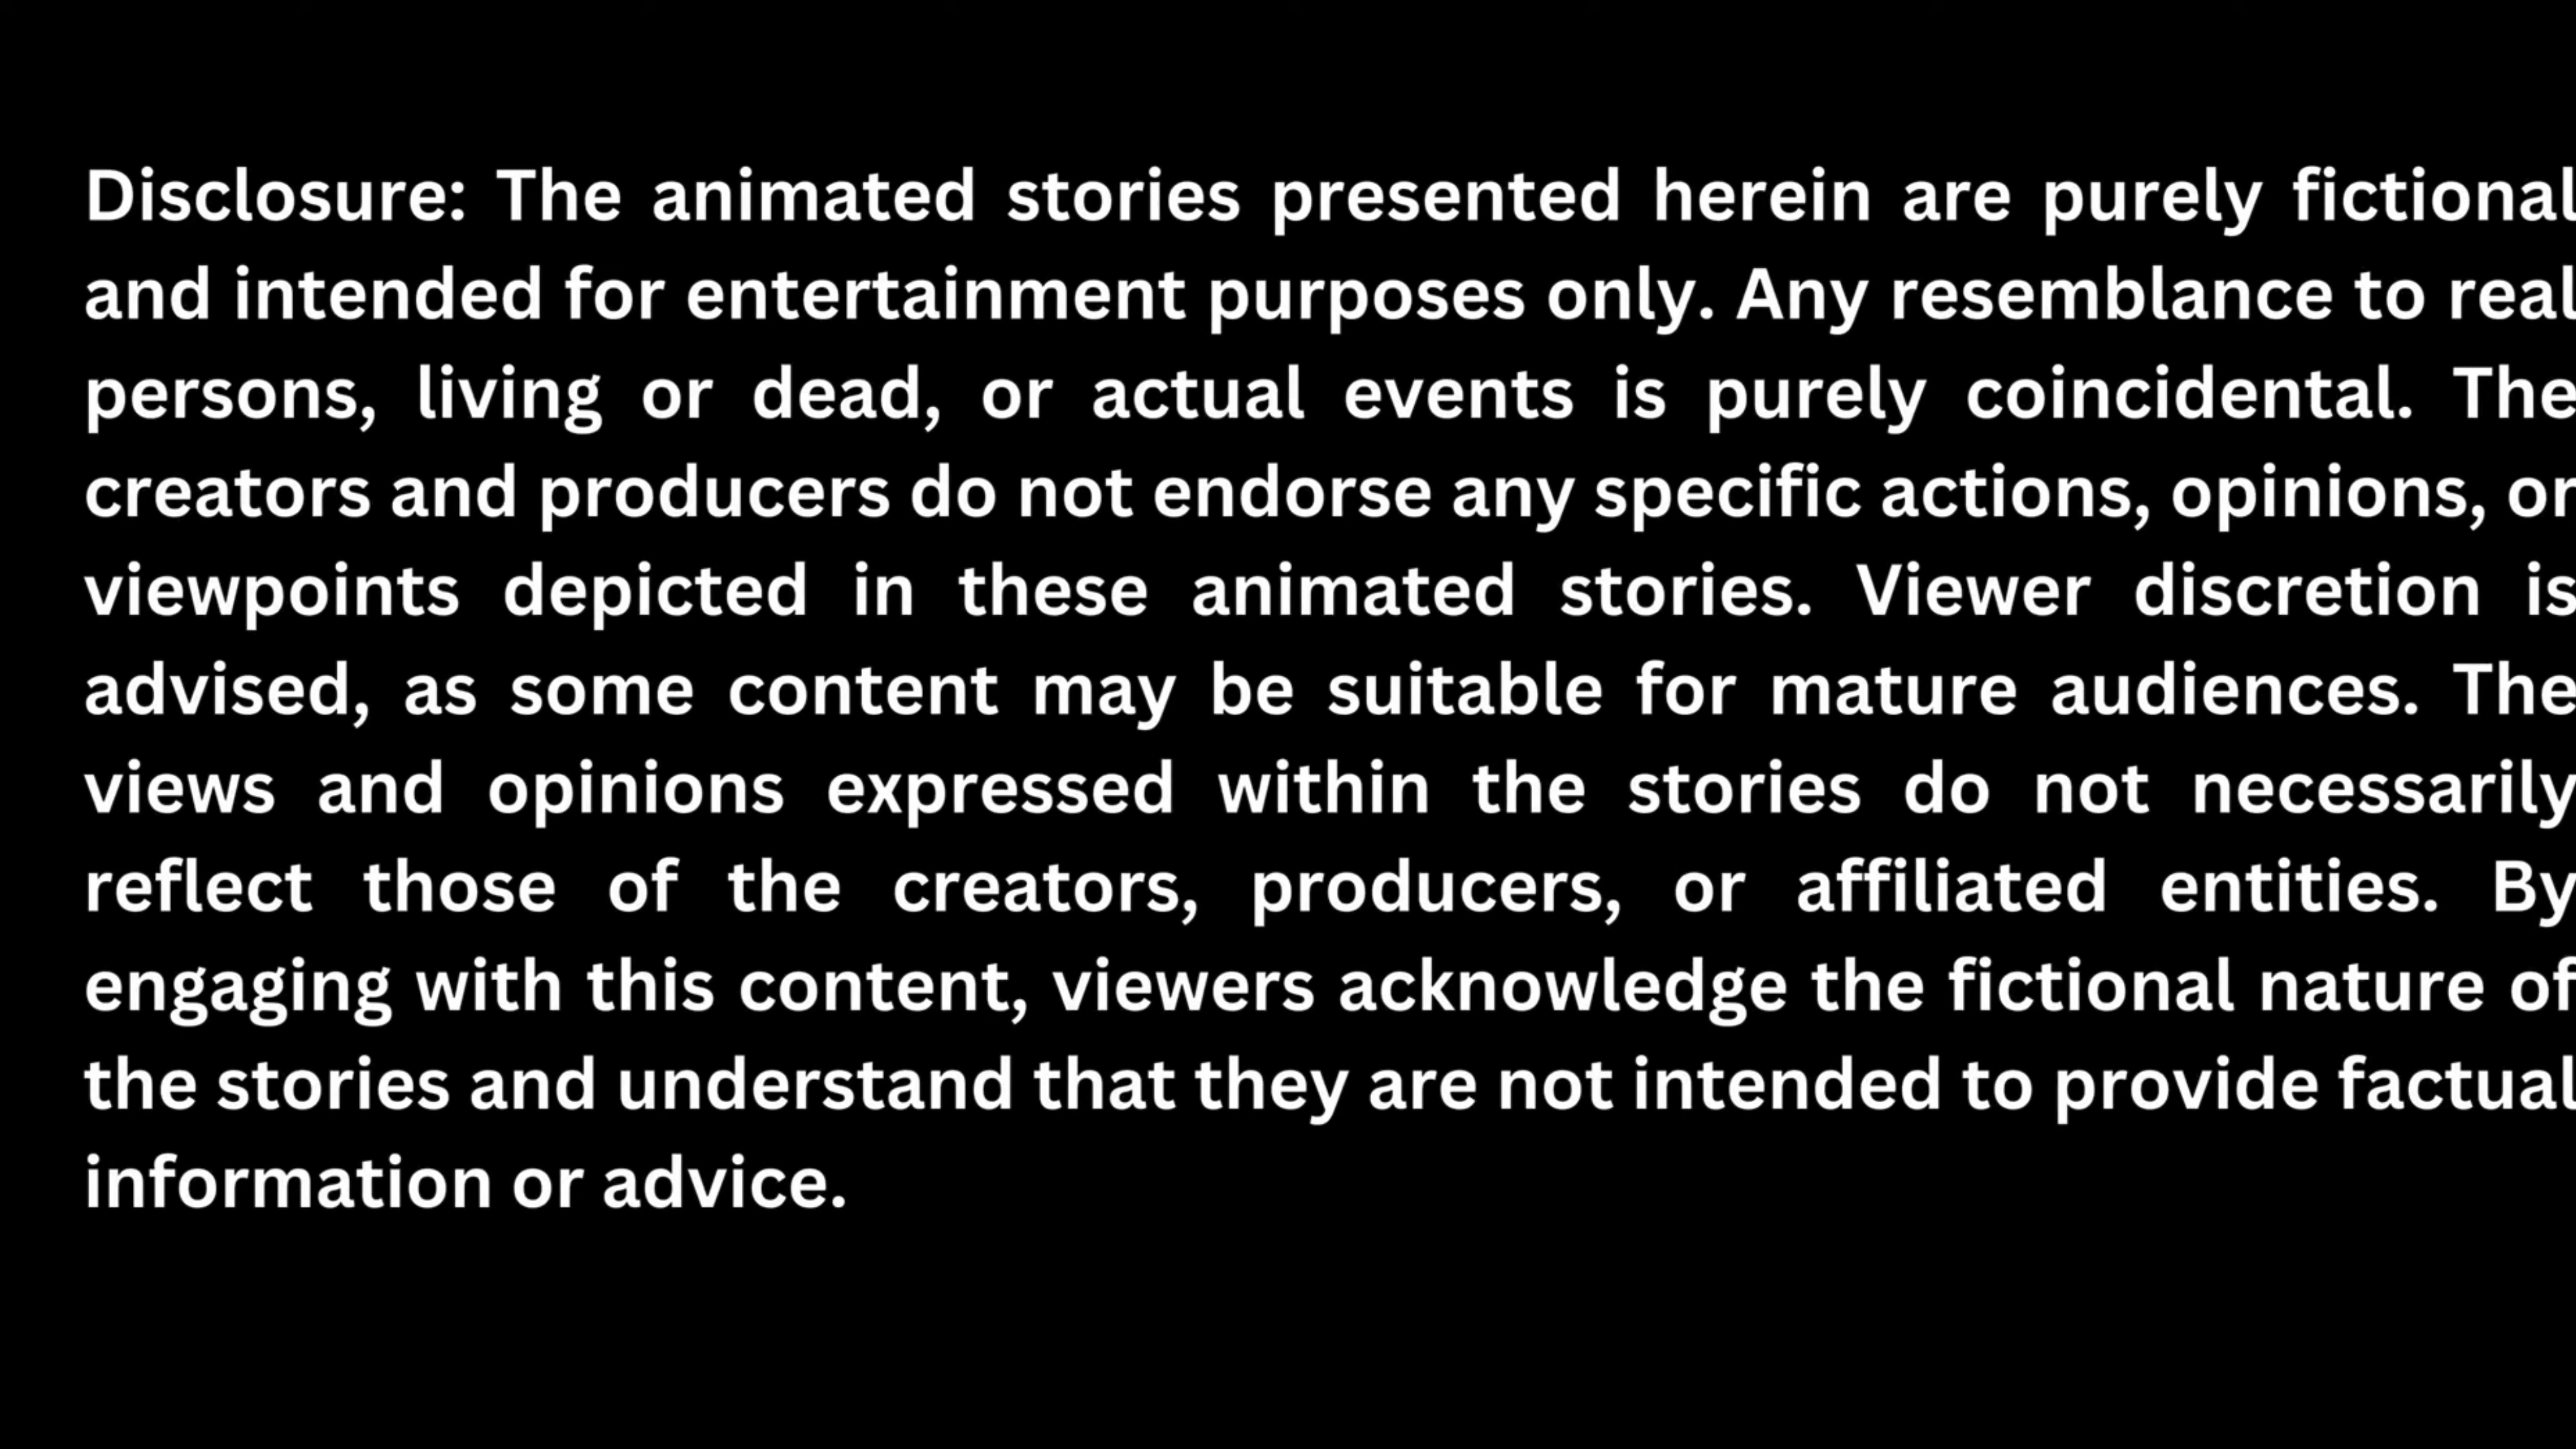 Disclosure: The animated stories presented herein are purely fictional
and intended for entertainment purposes only. Any resemblance to real
persons, living or dead, or actual events is purely coincidental. The
creators and producers do not endorse any specific actions, opinions, or
viewpoints depicted in these animated stories. Viewer discretion is
advised, as some content may be suitable for mature audiences. The
views and opinions expressed within the stories do not necessarily
reflect those of the creators, producers, or affiliated entities. By
engaging with this content, viewers acknowledge the fictional nature of
the stories and understand that they are not intended to provide factual
information or advice.